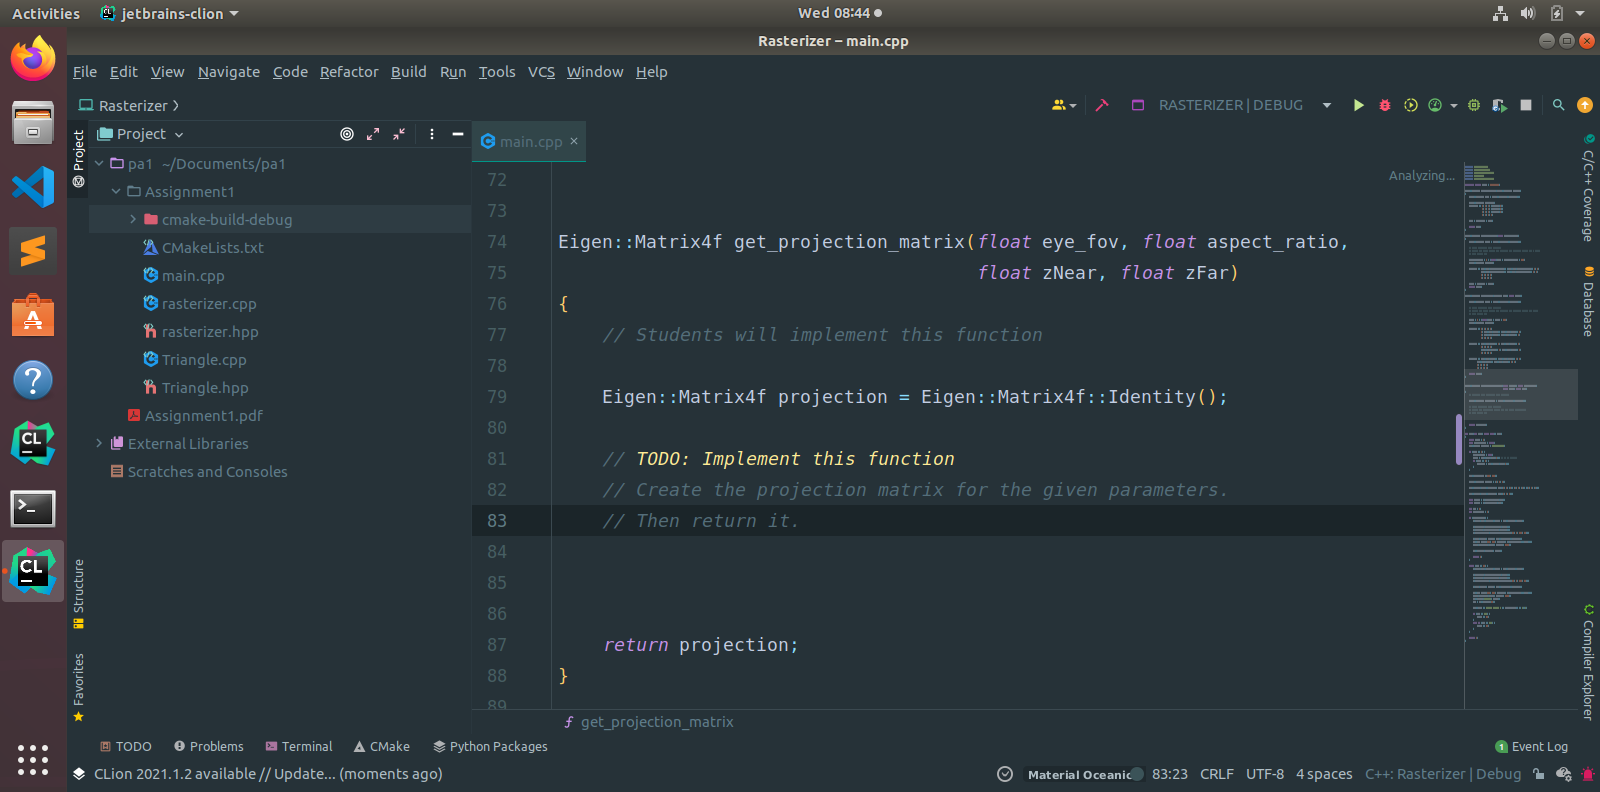 Activities jetbrains-clion Wed 08:44
Rasterizer – main.cpp
File Edit View Navigate Code Refactor Build Run Tools VCS Window Help
Rasterizer RASTERIZER | DEBUG
Project
Project
pa1 ~/Documents/pa1
Assignment1
cmake-build-debug
CMakeLists.txt
main.cpp
rasterizer.cpp
rasterizer.hpp
Triangle.cpp
Triangle.hpp
Assignment1.pdf
External Libraries
Scratches and Consoles
Structure
Favorites
main.cpp
Analyzing...
72
73
74 Eigen::Matrix4f get_projection_matrix(float eye_fov, float aspect_ratio,
75 float zNear, float zFar)
76 {
77 // Students will implement this function
78
79 Eigen::Matrix4f projection = Eigen::Matrix4f::Identity();
80
81 // TODO: Implement this function
82 // Create the projection matrix for the given parameters.
83 // Then return it.
84
85
86
87 return projection;
88 }
89
f get_projection_matrix
C/C++ Coverage
Database
Compiler Explorer
TODO Problems Terminal CMake Python Packages 1 Event Log
CLion 2021.1.2 available // Update... (moments ago) Material Oceanic 83:23 CRLF UTF-8 4 spaces C++: Rasterizer | Debug